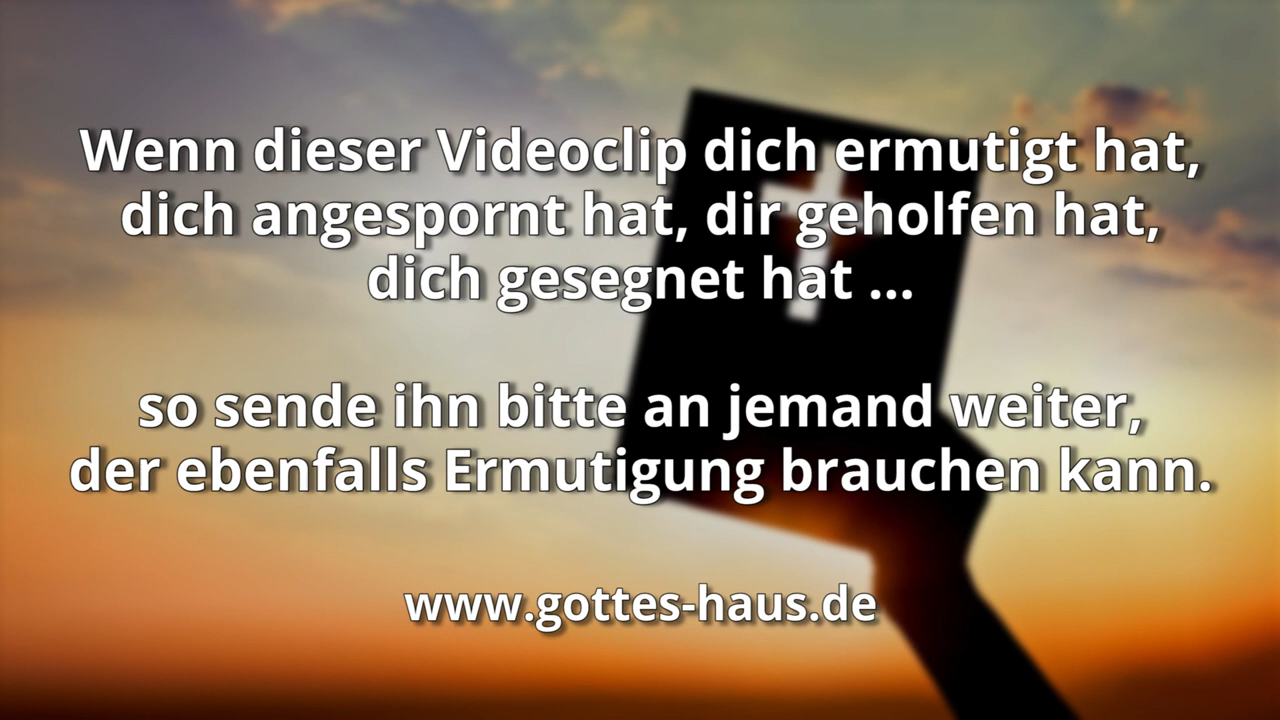 Wenn dieser Videoclip dich ermutigt hat,
dich angespornt hat, dir geholfen hat,
dich gesegnet hat ...
so sende ihn bitte an jemand weiter,
der ebenfalls Ermutigung brauchen kann.
www.gottes-haus.de